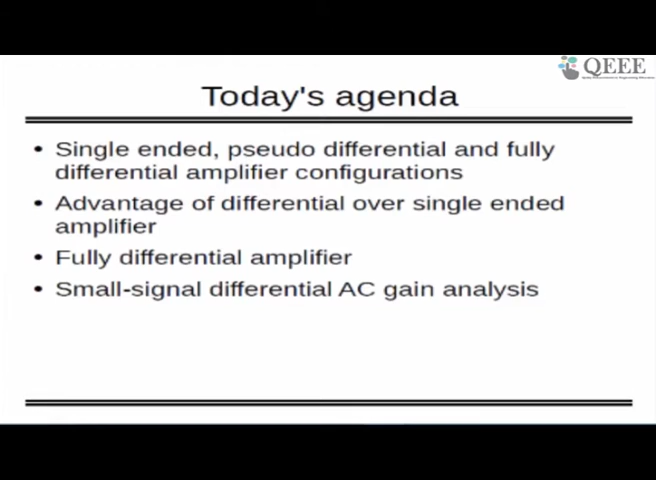 QEEE
Today's agenda
• Single ended, pseudo differential and fully
differential amplifier configurations
• Advantage of differential over single ended
amplifier
• Fully differential amplifier
• Small-signal differential AC gain analysis